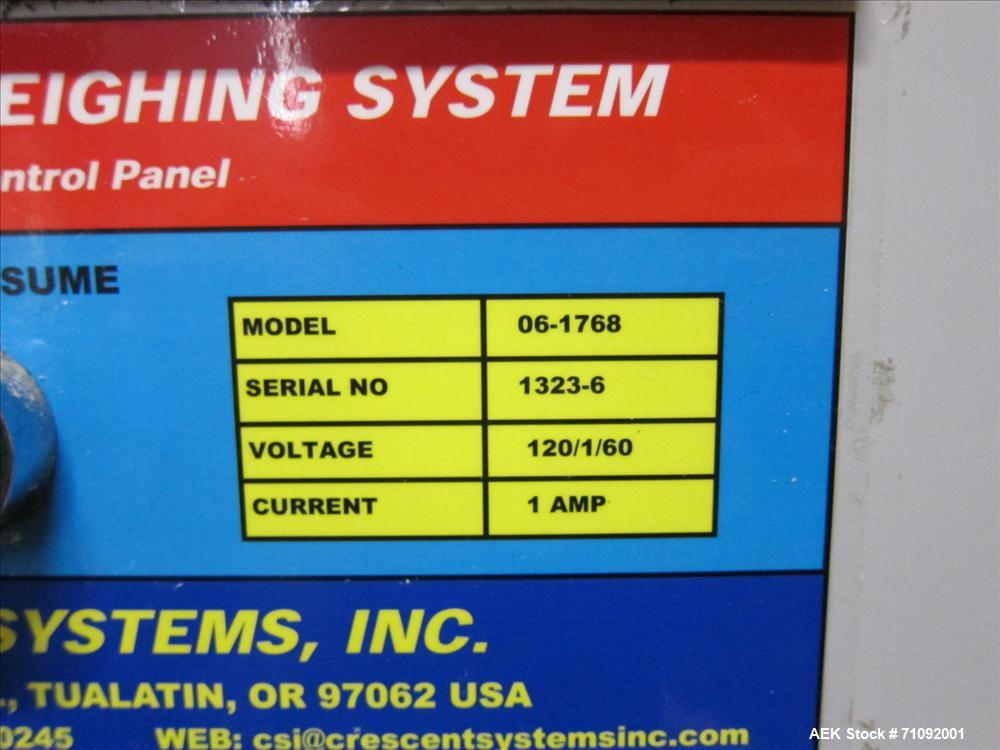 EIGHING SYSTEM
ntrol Panel
SUME
MODEL 06-1768
SERIAL NO 1323-6
VOLTAGE 120/1/60
CURRENT 1 AMP
SYSTEMS, INC.
., TUALATIN, OR 97062 USA
0245 WEB: csi@crescentsystemsinc.com
AEK Stock #71092001